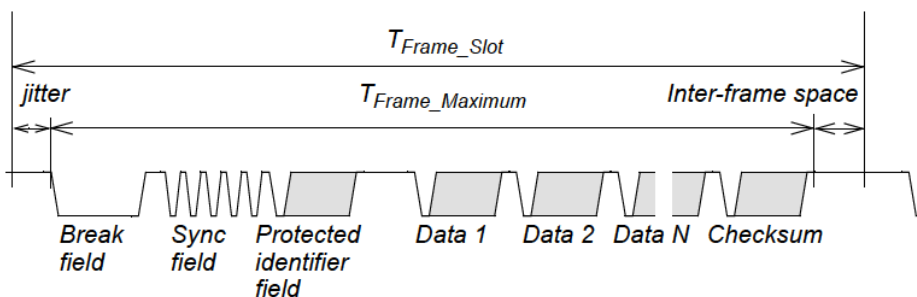 T_Frame_Slot
jitter
T_Frame_Maximum
Inter-frame space
Break
field
Sync
field
Protected
identifier
field
Data 1
Data 2
Data N
Checksum